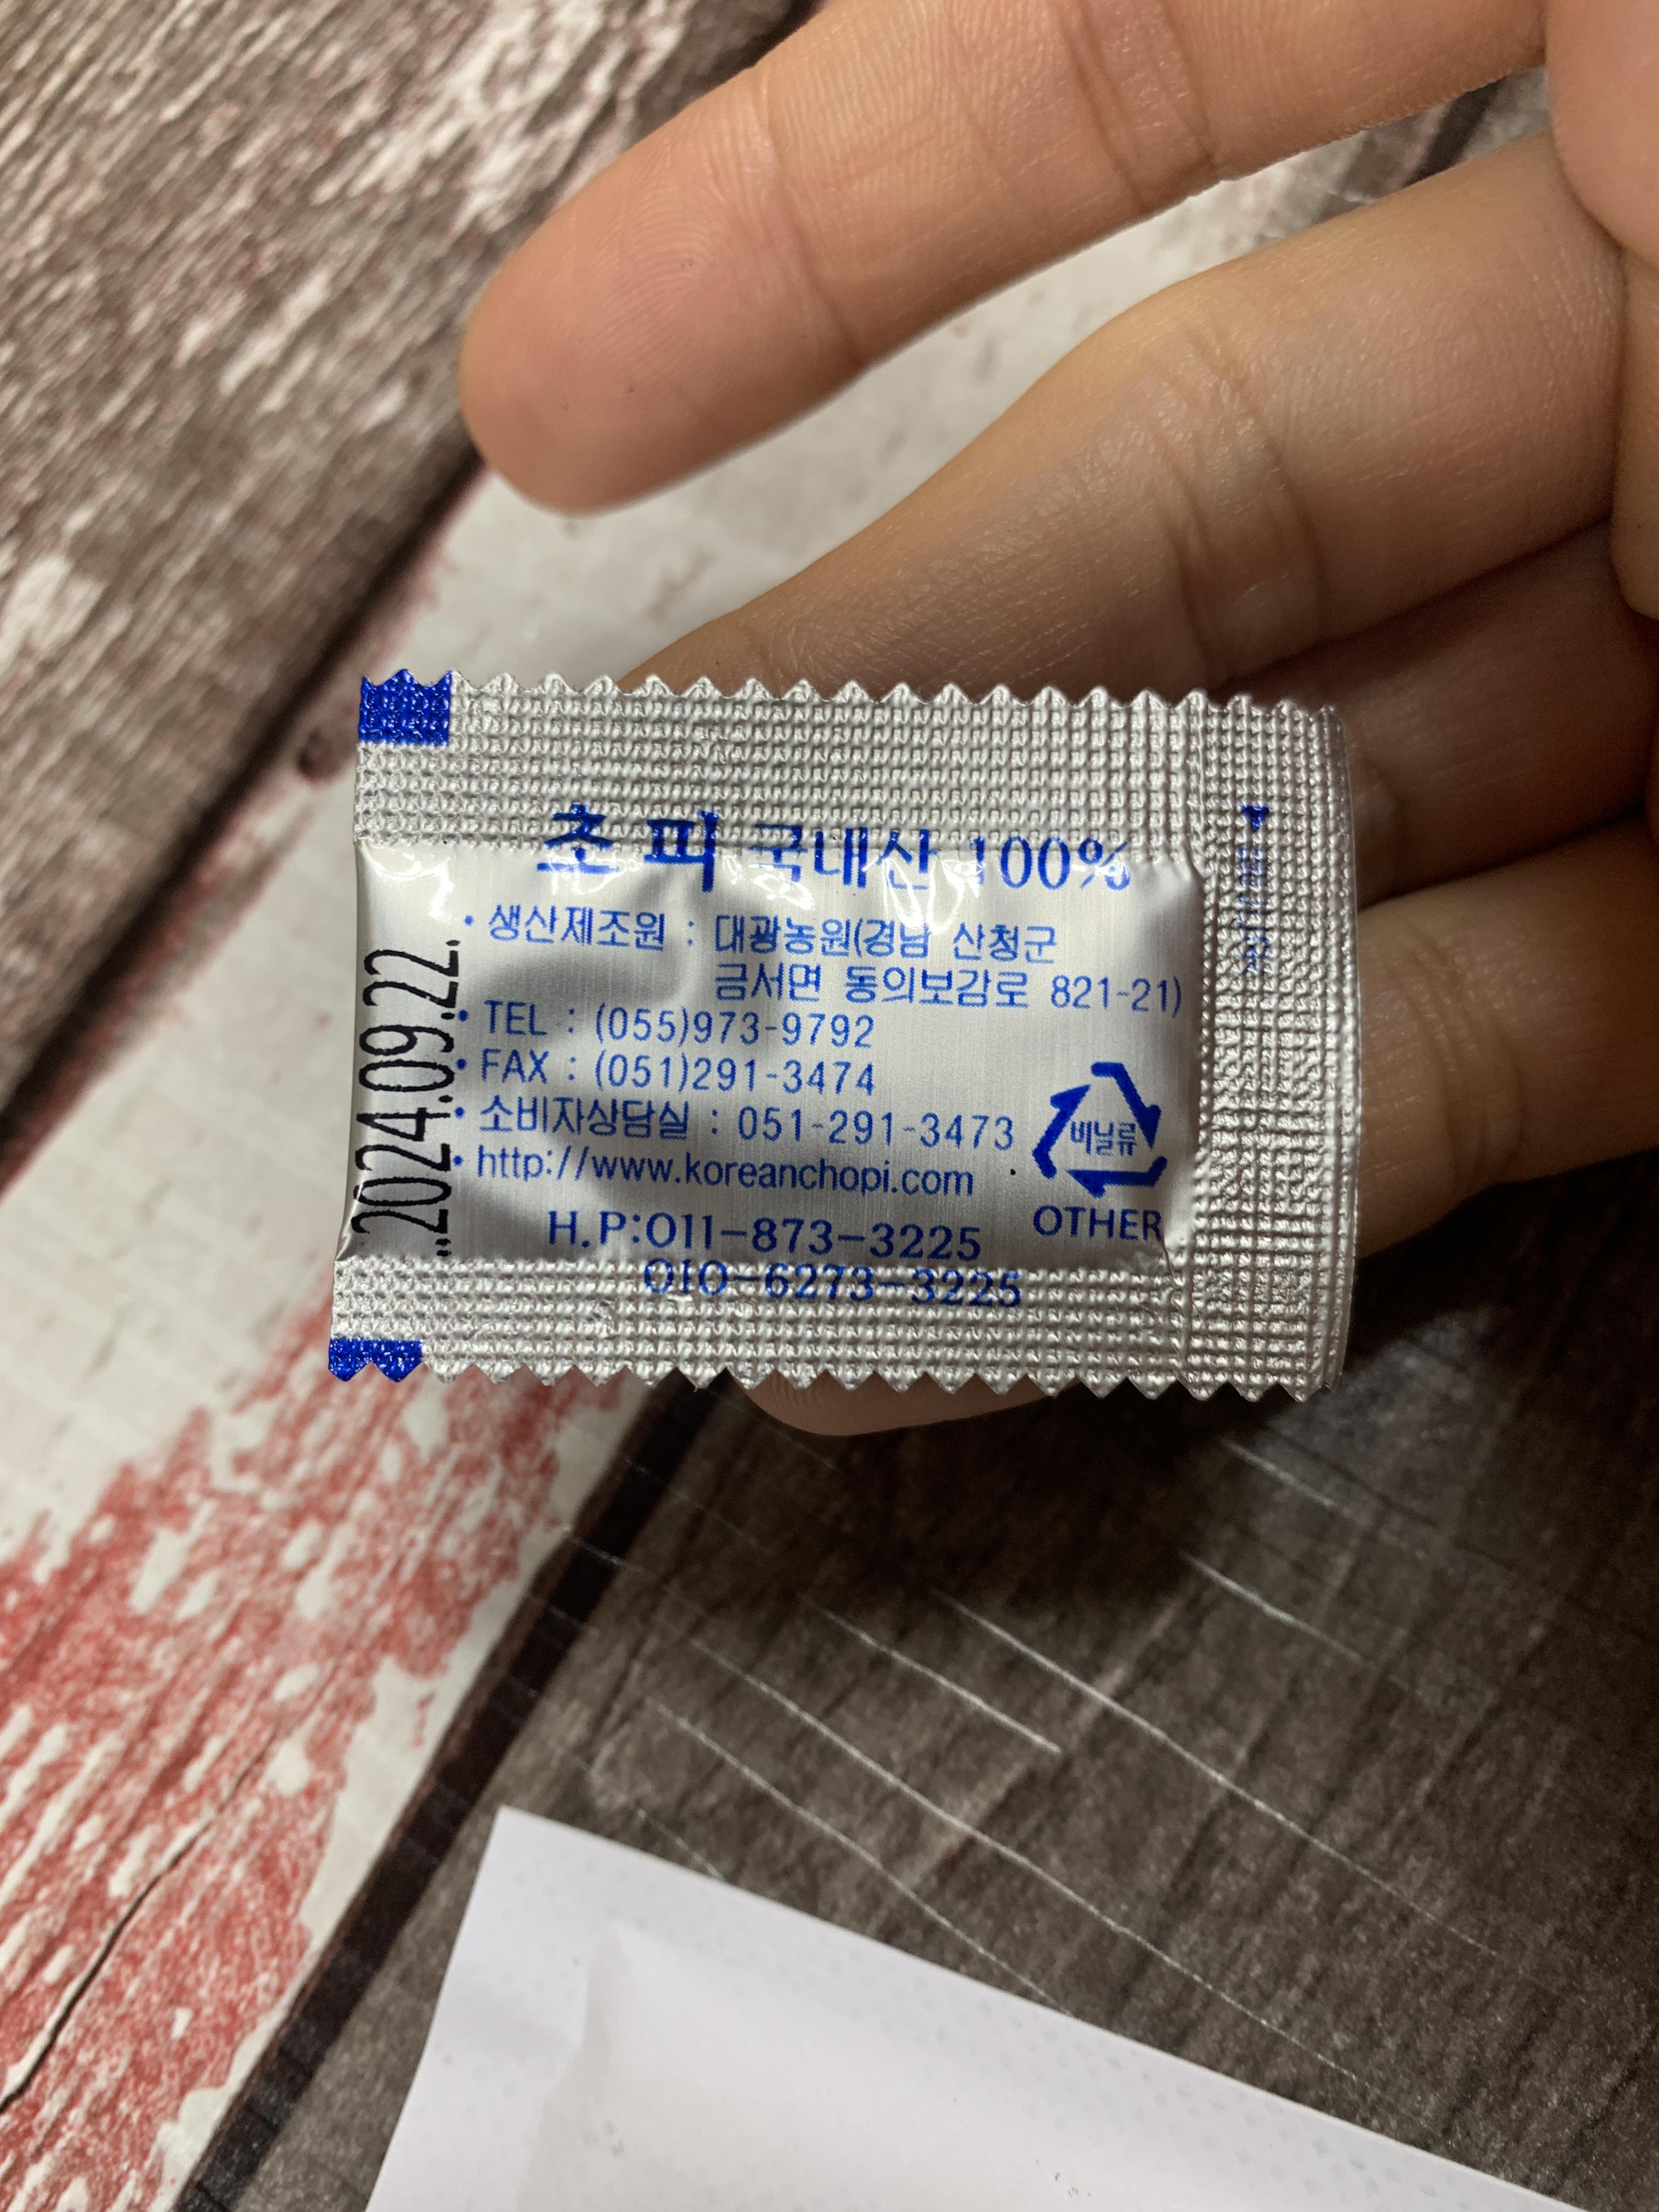 초 피 국내산 100%
• 생산제조원 : 대광농원(경남 산청군
금서면 동의보감로 821-21)
• TEL : (055)973-9792
• FAX : (051)291-3474
• 소비자상담실 : 051-291-3473
• http://www.koreanchopi.com
H.P:011-873-3225
010-6273-3225
비닐류
OTHER
2024.09.22.